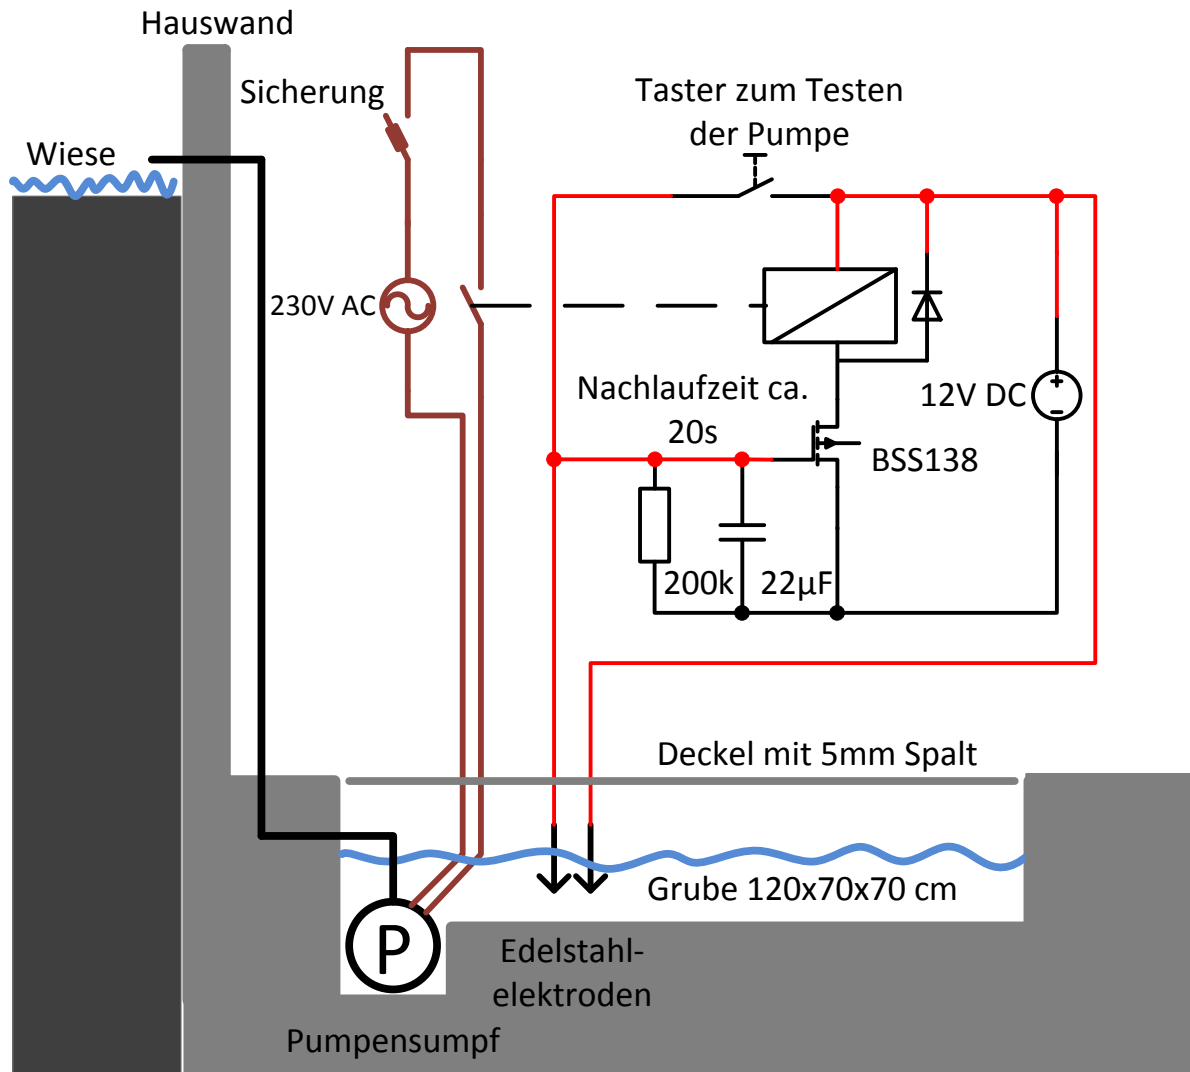 Hauswand
Sicherung
Taster zum Testen
der Pumpe
Wiese
230V AC
Nachlaufzeit ca.
20s
12V DC
+
−
BSS138
200k
22µF
Deckel mit 5mm Spalt
Grube 120x70x70 cm
P
Edelstahl-
elektroden
Pumpensumpf